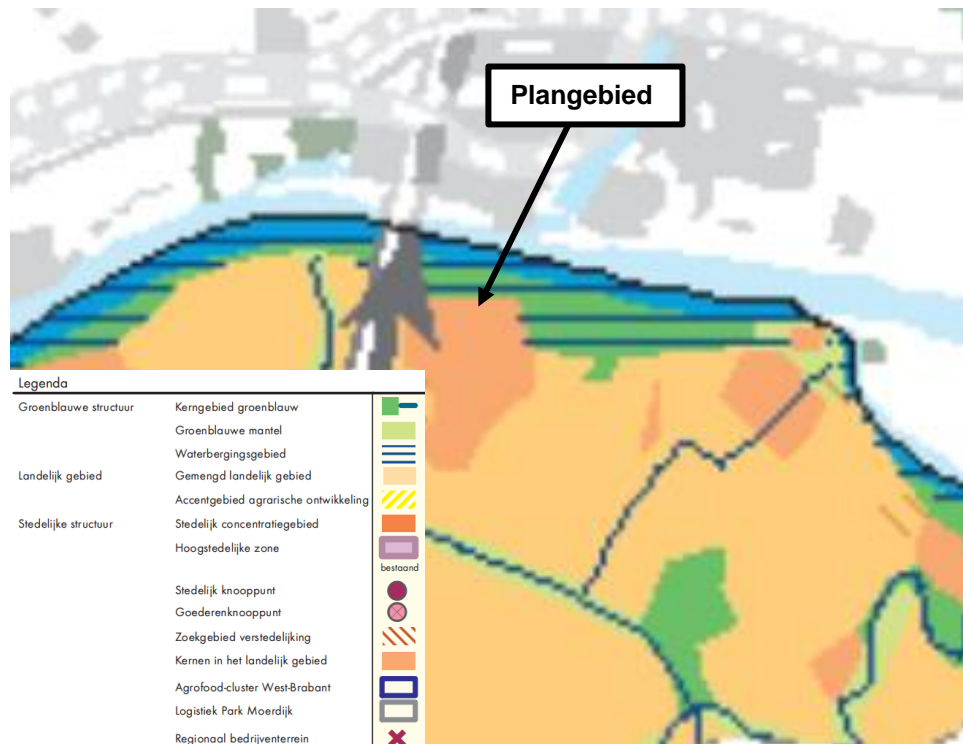 Plangebied
Legenda
Groenblauwe structuur Kerngebied groenblauw
Groenblauwe mantel
Waterbergingsgebied
Landelijk gebied Gemengd landelijk gebied
Accentgebied agrarische ontwikkeling
Stedelijke structuur Stedelijk concentratiegebied
Hoogstedelijke zone
bestaand
Stedelijk knooppunt
Goederenknooppunt
Zoekgebied verstedelijking
Kernen in het landelijk gebied
Agrofood-cluster West-Brabant
Logistiek Park Moerdijk
Regionaal bedrijventerrein